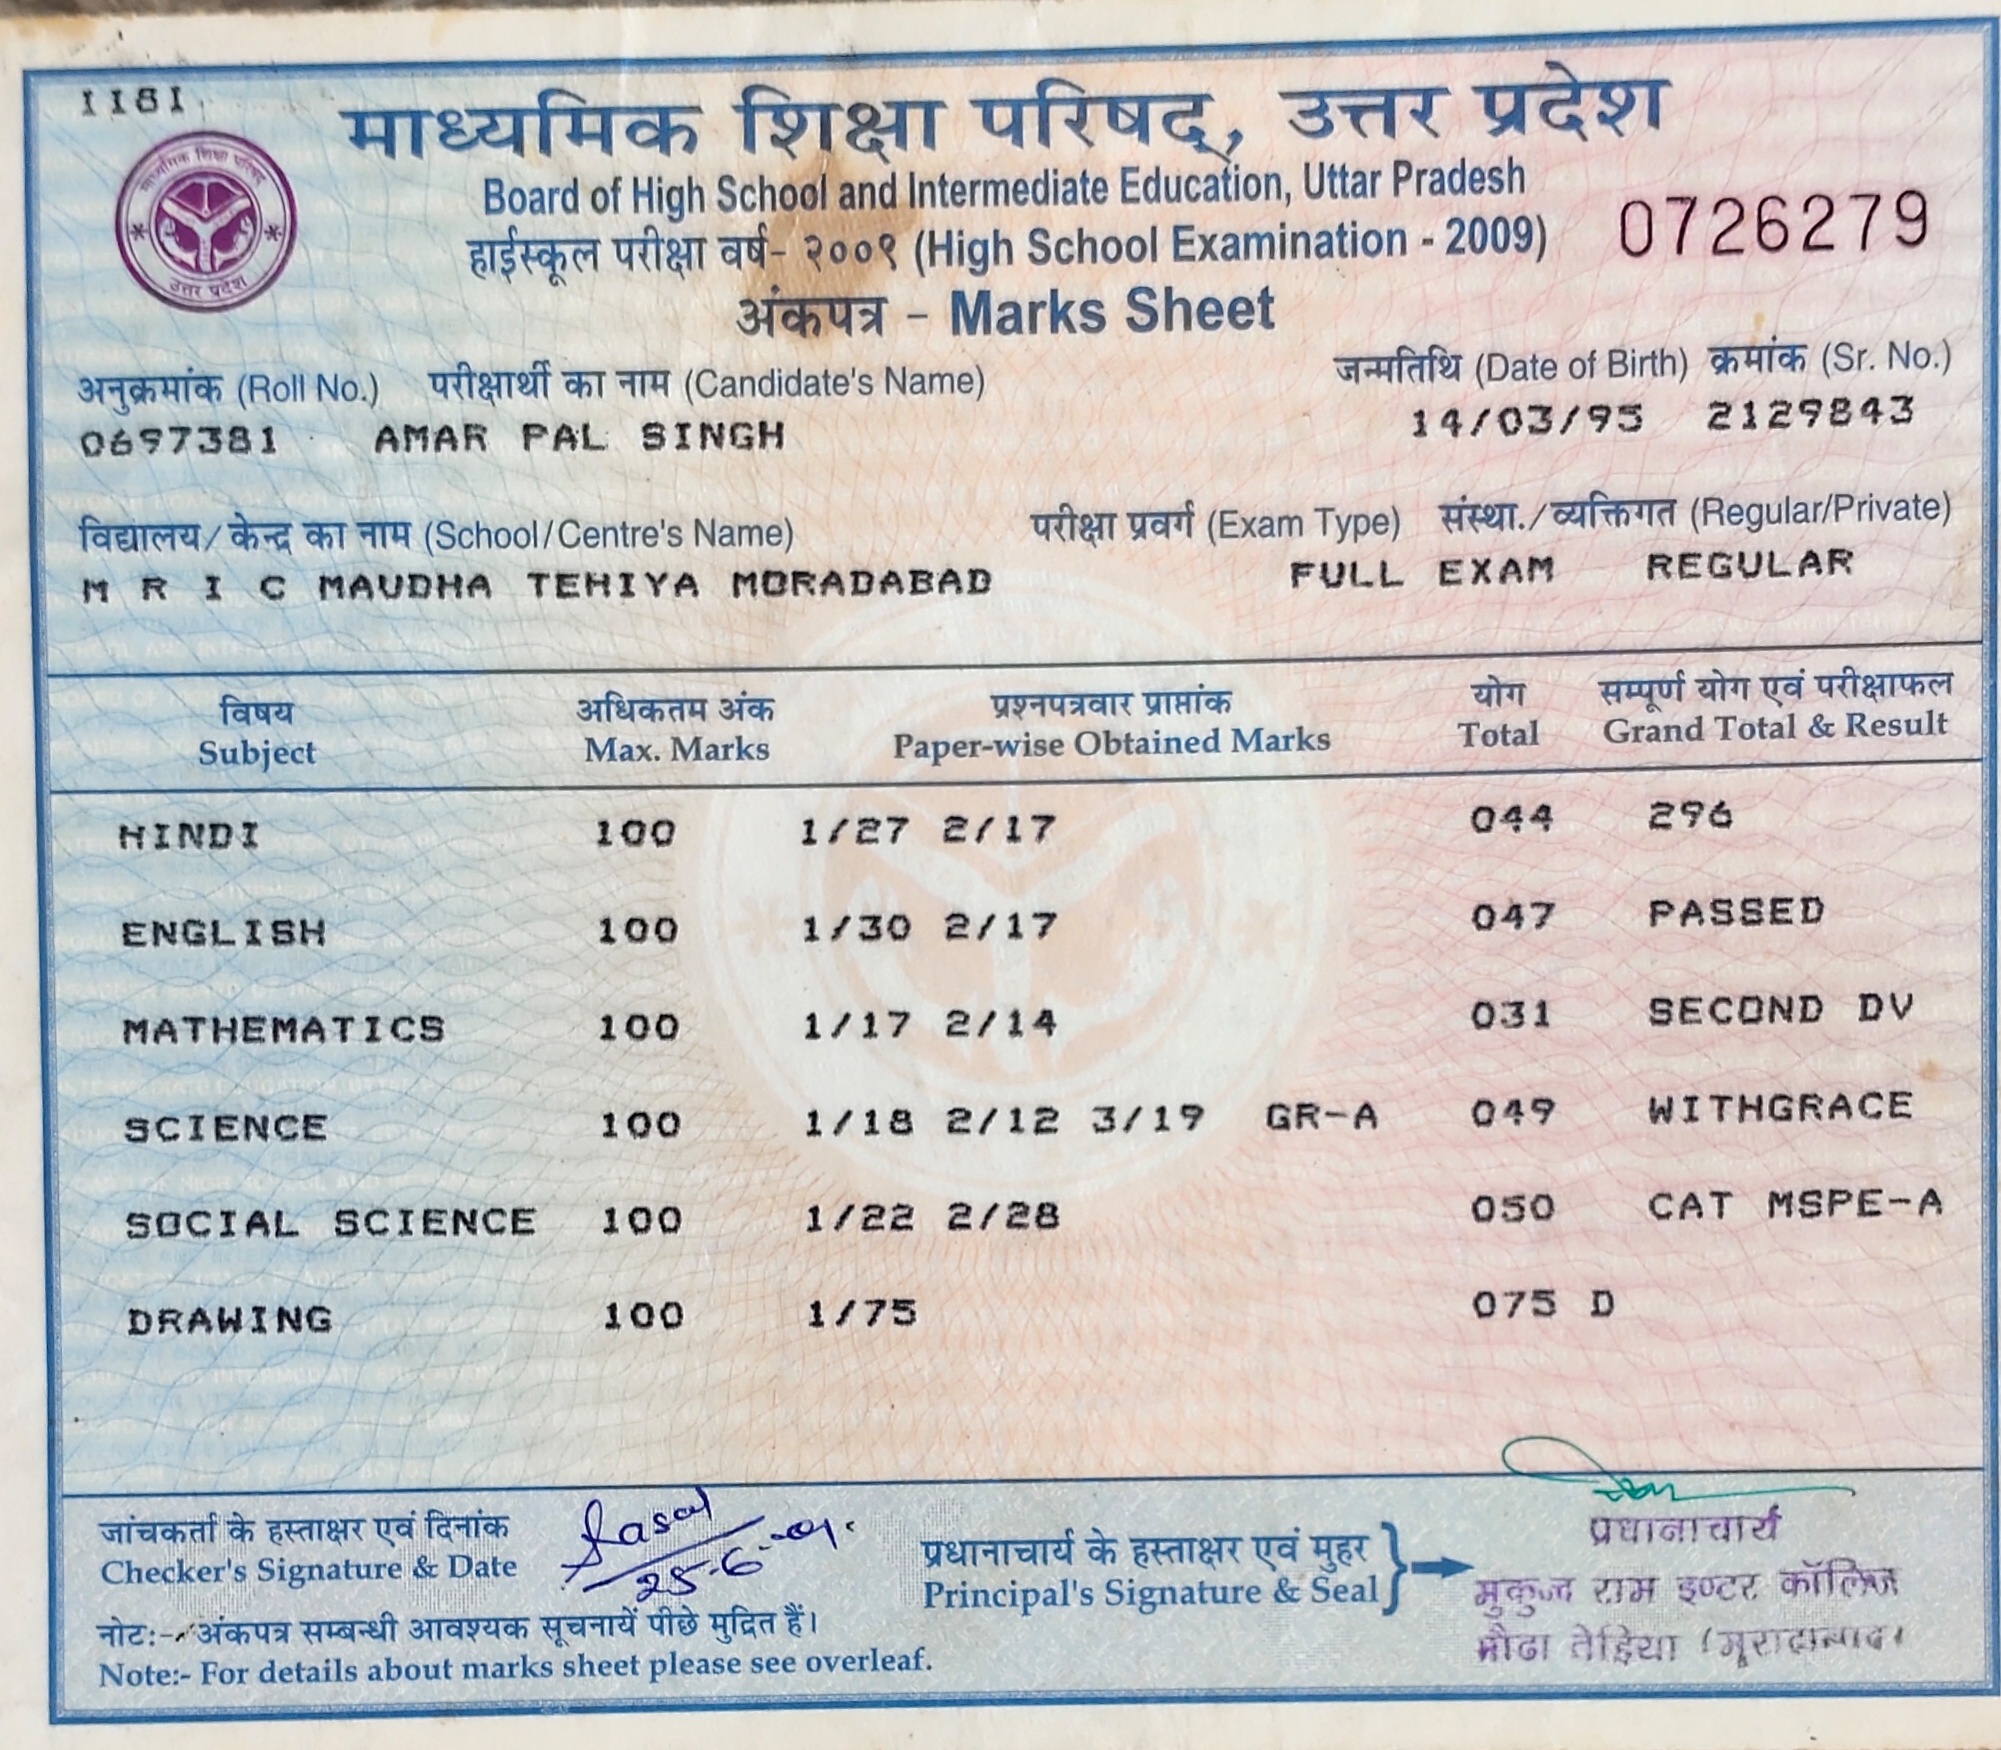 1181
माध्यमिक शिक्षा परिषद्, उत्तर प्रदेश
माध्यमिक शिक्षा परिषद्
उत्तर प्रदेश
Board of High School and Intermediate Education, Uttar Pradesh
हाईस्कूल परीक्षा वर्ष- २००९ (High School Examination - 2009) 0726279
अंकपत्र - Marks Sheet
अनुक्रमांक (Roll No.) परीक्षार्थी का नाम (Candidate's Name) जन्मतिथि (Date of Birth) क्रमांक (Sr. No.)
0697381 AMAR PAL SINGH 14/03/95 2129843
विद्यालय/केन्द्र का नाम (School/Centre's Name) परीक्षा प्रवर्ग (Exam Type) संस्था./व्यक्तिगत (Regular/Private)
M R I C MAUDHA TEHIYA MORADABAD FULL EXAM REGULAR
विषय अधिकतम अंक प्रश्नपत्रवार प्राप्तांक योग सम्पूर्ण योग एवं परीक्षाफल
Subject Max. Marks Paper-wise Obtained Marks Total Grand Total & Result
HINDI 100 1/27 2/17 044 296
ENGLISH 100 1/30 2/17 047 PASSED
MATHEMATICS 100 1/17 2/14 031 SECOND DV
SCIENCE 100 1/18 2/12 3/19 GR-A 049 WITHGRACE
SOCIAL SCIENCE 100 1/22 2/28 050 CAT MSPE-A
DRAWING 100 1/75 075 D
जांचकर्ता के हस्ताक्षर एवं दिनांक
Checker's Signature & Date
25-6-09
प्रधानाचार्य के हस्ताक्षर एवं मुहर
Principal's Signature & Seal
प्रधानाचार्य
मुकुन्द राम इण्टर कॉलिज
मौढा तेहिया (मुरादाबाद)
नोट:- अंकपत्र सम्बन्धी आवश्यक सूचनायें पीछे मुद्रित हैं।
Note:- For details about marks sheet please see overleaf.